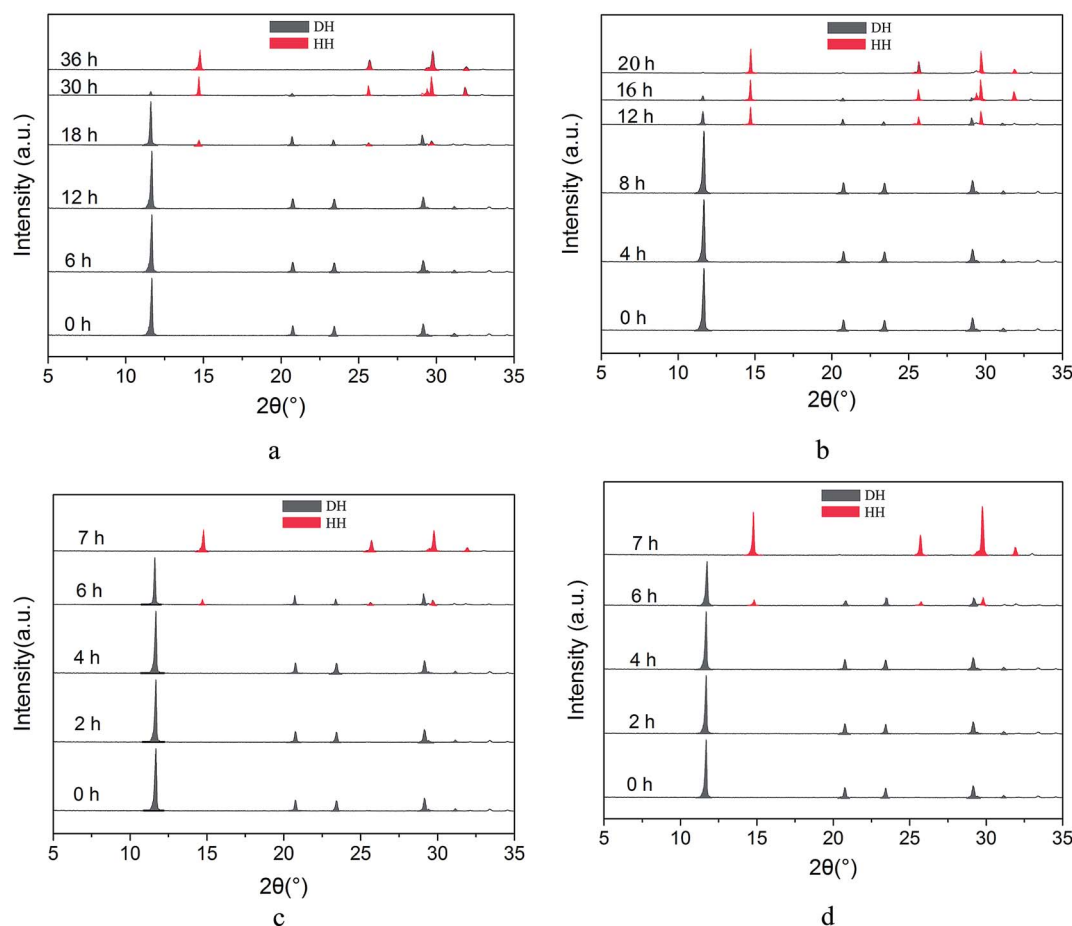 DH
HH
36 h
30 h
18 h
12 h
6 h
0 h
Intensity (a.u.)
5 10 15 20 25 30 35
2θ(°)
a
DH
HH
20 h
16 h
12 h
8 h
4 h
0 h
Intensity (a.u.)
5 10 15 20 25 30 35
2θ(°)
b
DH
HH
7 h
6 h
4 h
2 h
0 h
Intensity(a.u.)
5 10 15 20 25 30 35
2θ(°)
c
DH
HH
7 h
6 h
4 h
2 h
0 h
Intensity (a.u.)
5 10 15 20 25 30 35
2θ(°)
d